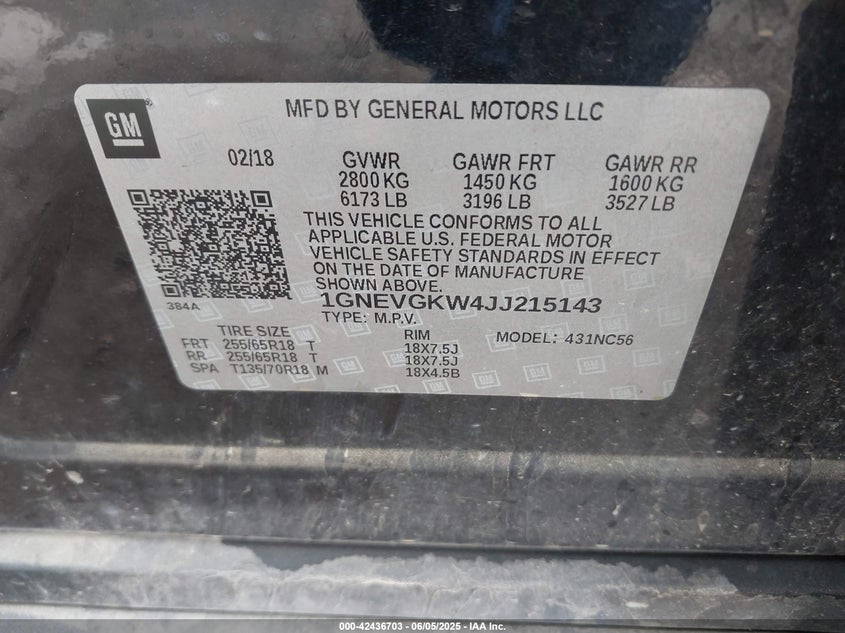 GM
MFD BY GENERAL MOTORS LLC
02/18 GVWR GAWR FRT GAWR RR
2800 KG 1450 KG 1600 KG
6173 LB 3196 LB 3527 LB
THIS VEHICLE CONFORMS TO ALL
APPLICABLE U.S. FEDERAL MOTOR
VEHICLE SAFETY STANDARDS IN EFFECT
ON THE DATE OF MANUFACTURE
SHOWN ABOVE.
384A
1GNEVGKW4JJ215143
TYPE: M.P.V.
TIRE SIZE RIM MODEL: 431NC56
FRT 255/65R18 T 18X7.5J
RR 255/65R18 T 18X7.5J
SPA T135/70R18 M 18X4.5B
000-42436703 - 06/05/2025 - IAA Inc.